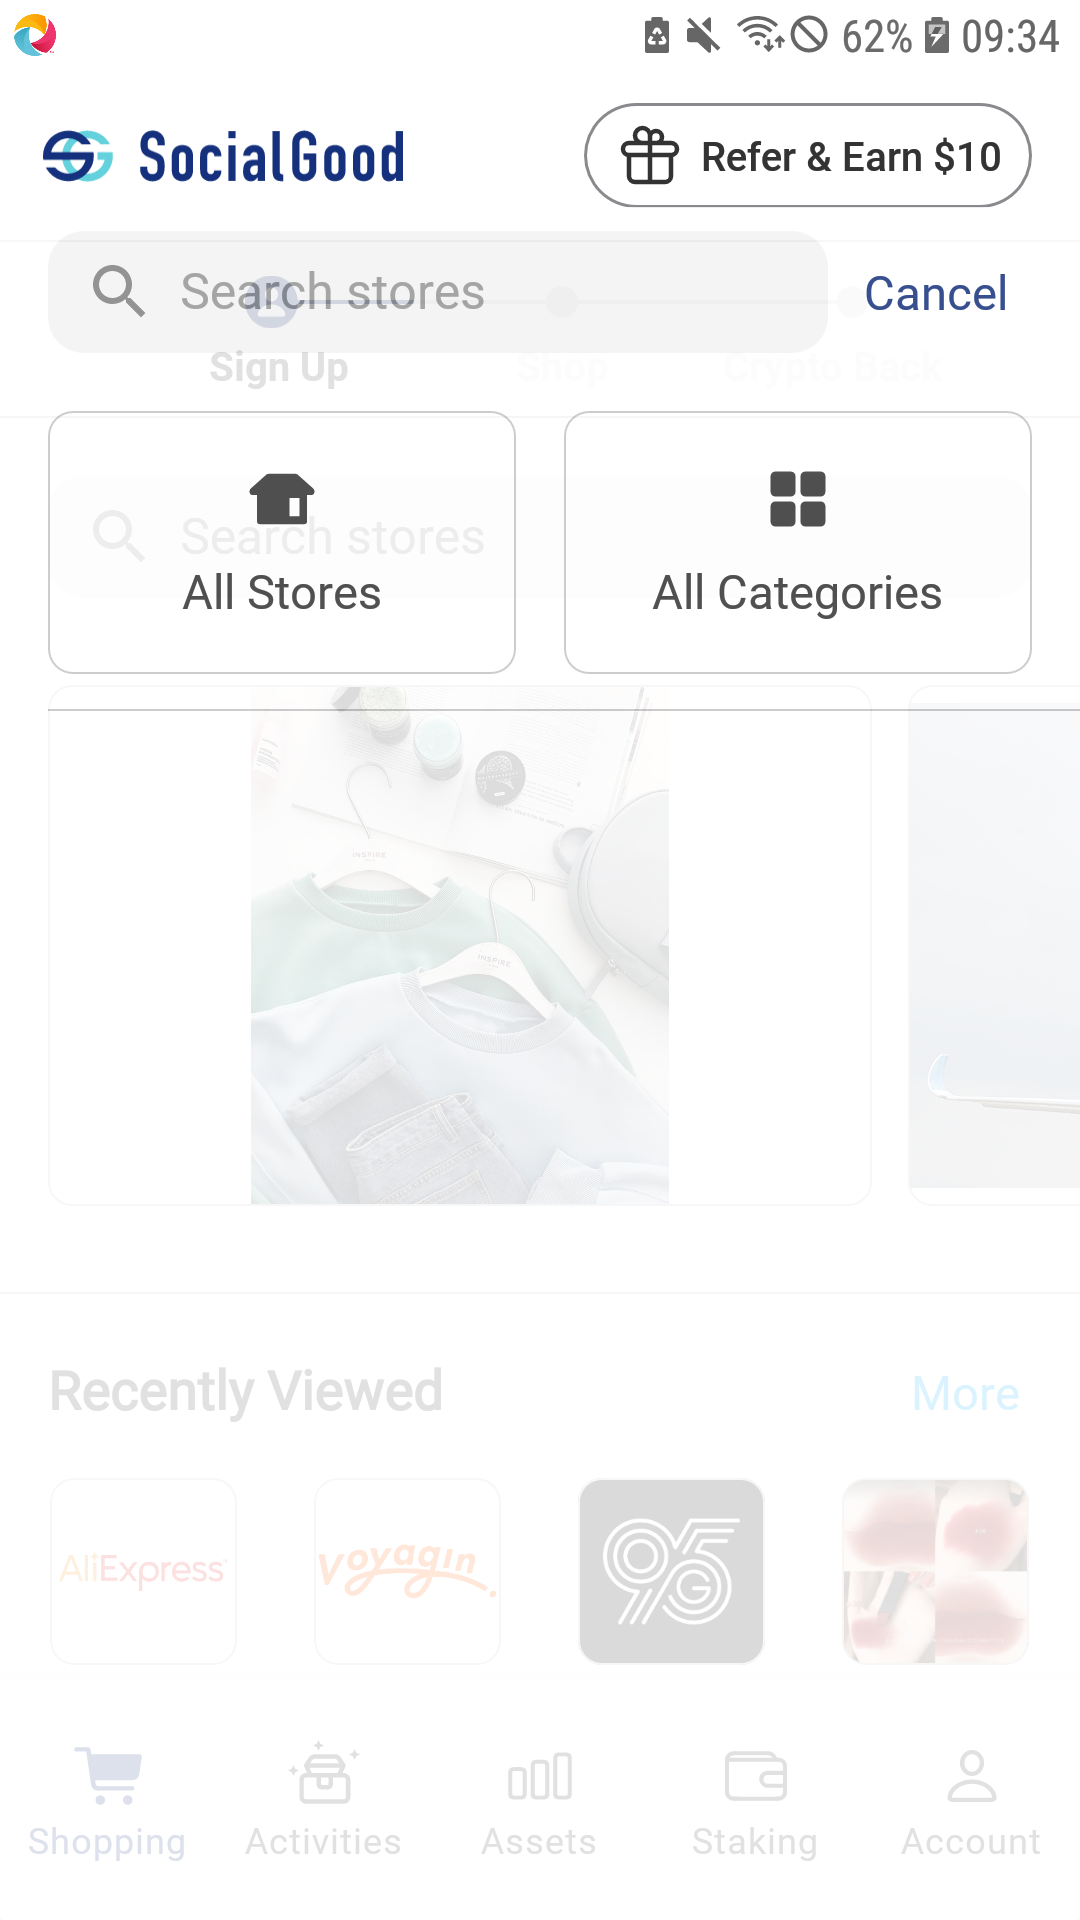 62% 09:34
SocialGood
Refer & Earn $10
Search stores
Cancel
Sign Up
Shop
Crypto Back
Search stores
All Stores
All Categories
INSPIRE
INSPIRE
Recently Viewed
More
AliExpress
Voyagin
95
Shopping
Activities
Assets
Staking
Account